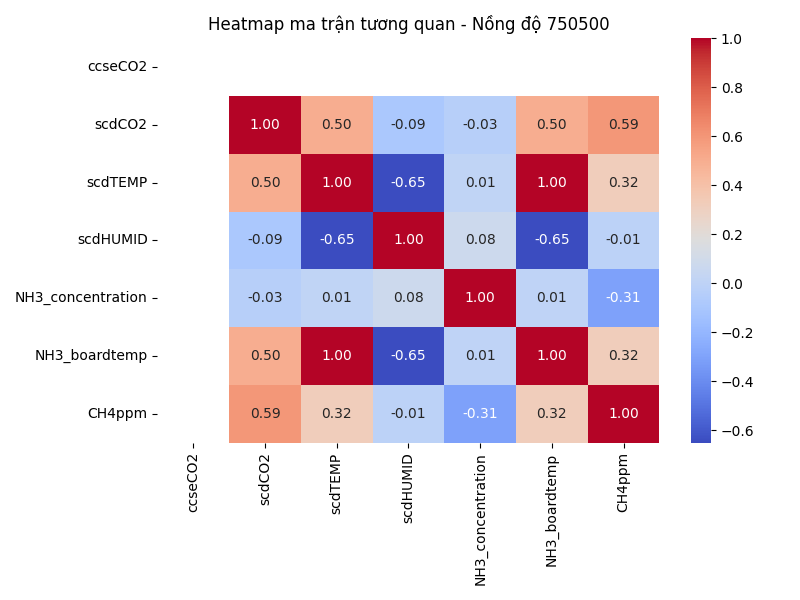 Heatmap ma trận tương quan - Nồng độ 750500
ccseCO2
scdCO2 1.00 0.50 -0.09 -0.03 0.50 0.59
scdTEMP 0.50 1.00 -0.65 0.01 1.00 0.32
scdHUMID -0.09 -0.65 1.00 0.08 -0.65 -0.01
NH3_concentration -0.03 0.01 0.08 1.00 0.01 -0.31
NH3_boardtemp 0.50 1.00 -0.65 0.01 1.00 0.32
CH4ppm 0.59 0.32 -0.01 -0.31 0.32 1.00
ccseCO2
scdCO2
scdTEMP
scdHUMID
NH3_concentration
NH3_boardtemp
CH4ppm
1.0
0.8
0.6
0.4
0.2
0.0
−0.2
−0.4
−0.6